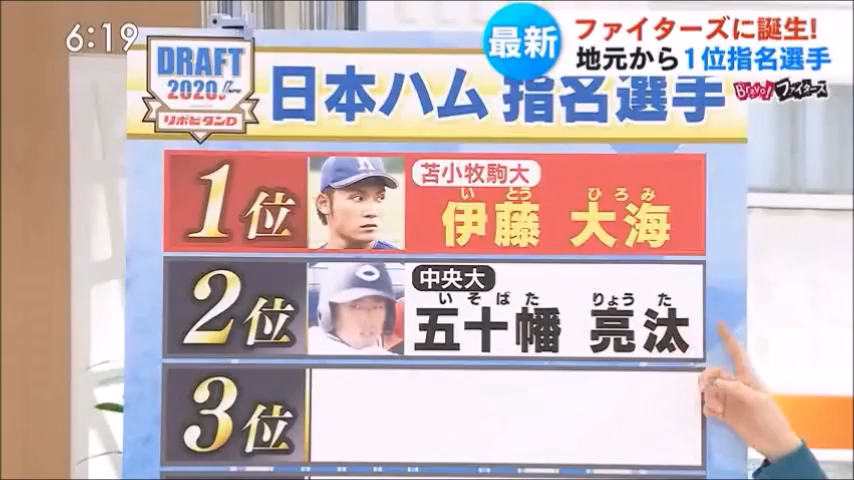 6:19
最新
ファイターズに誕生!
地元から1位指名選手
Bravo! ファイターズ
DRAFT
2020
リポビタンD
日本ハム 指名選手
1位
苫小牧駒大
いとう ひろみ
伊藤 大海
2位
中央大
いそばた りょうた
五十幡 亮汰
3位